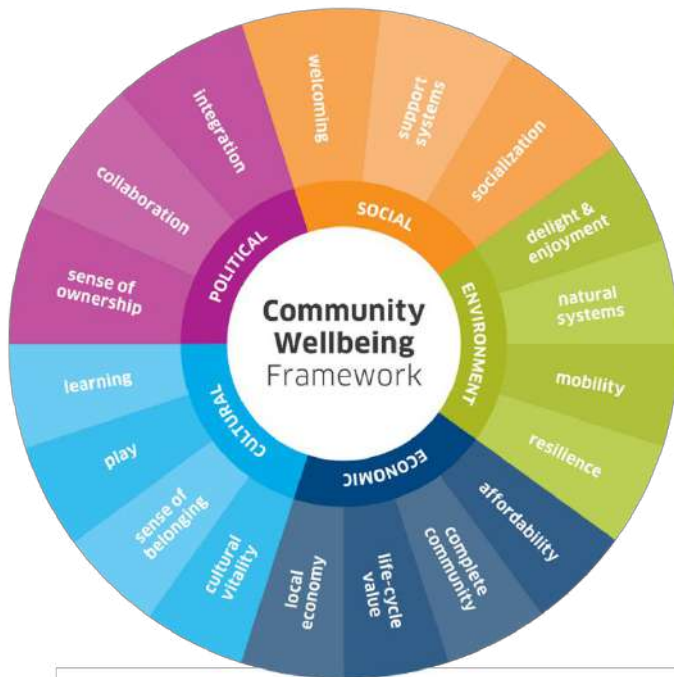 Community
Wellbeing
Framework
SOCIAL
welcoming
support
systems
socialization
ENVIRONMENT
delight &
enjoyment
natural
systems
mobility
resilience
ECONOMIC
affordability
complete
community
life-cycle
value
local
economy
CULTURAL
cultural
vitality
sense of
belonging
play
learning
POLITICAL
sense of
ownership
collaboration
integration